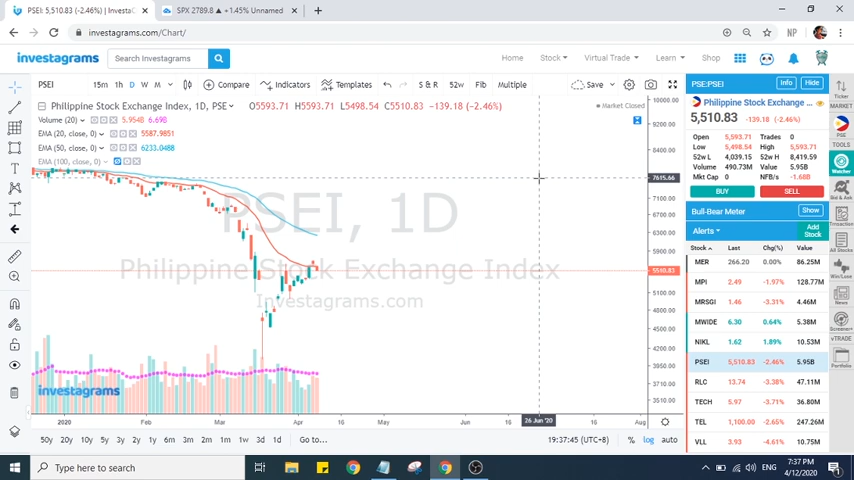 PSEI: 5,510.83 (-2.46%) | Investa
SPX 2789.8 ▲ +1.45% Unnamed
investagrams.com/Chart/
NP
investagrams
Search Investagrams
Home
Stock
Virtual Trade
Learn
Shop
PSEI
15m 1h D W M
Compare
Indicators
Templates
S & R
52w
Fib
Multiple
Save
Philippine Stock Exchange Index, 1D, PSE
O5593.71 H5593.71 L5498.54 C5510.83 -139.18 (-2.46%)
Market Closed
Volume (20) 5.954B 6.69B
EMA (20, close, 0) 5587.9851
EMA (50, close, 0) 6233.0488
EMA (100, close, 0)
PSEI, 1D
Philippine Stock Exchange Index
Investagrams.com
investagrams
10000.00
9200.00
8400.00
7615.66
7100.00
6700.00
6300.00
5900.00
5510.83
5100.00
4800.00
4500.00
4190.00
3950.00
3710.00
3510.00
2020 Feb Mar Apr 16 May Jun 16 26 Jun '20 16 Aug
50y 20y 10y 5y 3y 2y 1y 6m 3m 2m 1m 1w 3d 1d Go to...
19:37:45 (UTC+8)
% log auto
PSE:PSEI
Info
Hide
Philippine Stock Exchange ...
5,510.83 -139.18 (-2.46%)
Open 5,593.71 Trades 0
Low 5,498.54 High 5,593.71
52w L 4,039.15 52w H 8,419.59
Volume 490.73M Value 5.95B
Mkt Cap 0 NFB/s -1.68B
BUY
SELL
Bull-Bear Meter
Show
Alerts
Add Stock
Stock Last Chg(%) Value
MER 266.20 0.00% 86.25M
MPI 2.49 -1.97% 128.77M
MRSGI 1.46 -3.31% 4.46M
MWIDE 6.30 0.64% 5.38M
NIKL 1.62 1.89% 10.53M
PSEI 5,510.83 -2.46% 5.95B
RLC 13.74 -3.38% 47.11M
TECH 5.97 -3.71% 36.80M
TEL 1,100.00 -2.65% 247.26M
VLL 3.93 -4.61% 10.75M
Ticker
MARKET
PSE
TOOLS
Watcher
Bid & Ask
Transaction
All Stocks
Win/Lose
News
Screener+
vTRADE
Portfolio
Type here to search
ENG
7:37 PM
4/12/2020